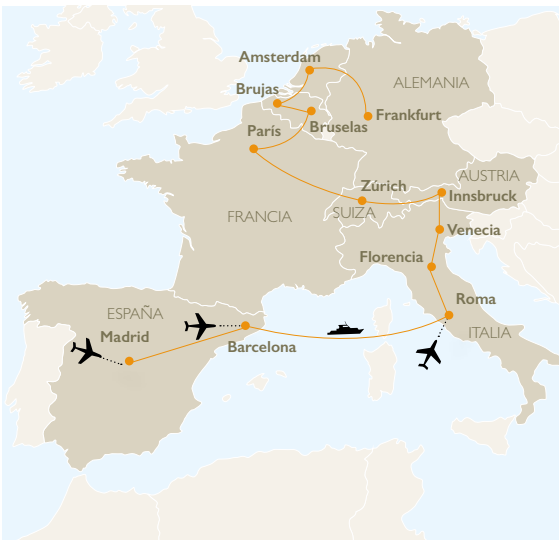 Amsterdam
ALEMANIA
Brujas
Frankfurt
París
Bruselas
AUSTRIA
Zúrich
Innsbruck
SUIZA
FRANCIA
Venecia
Florencia
Roma
ESPAÑA
ITALIA
Madrid
Barcelona